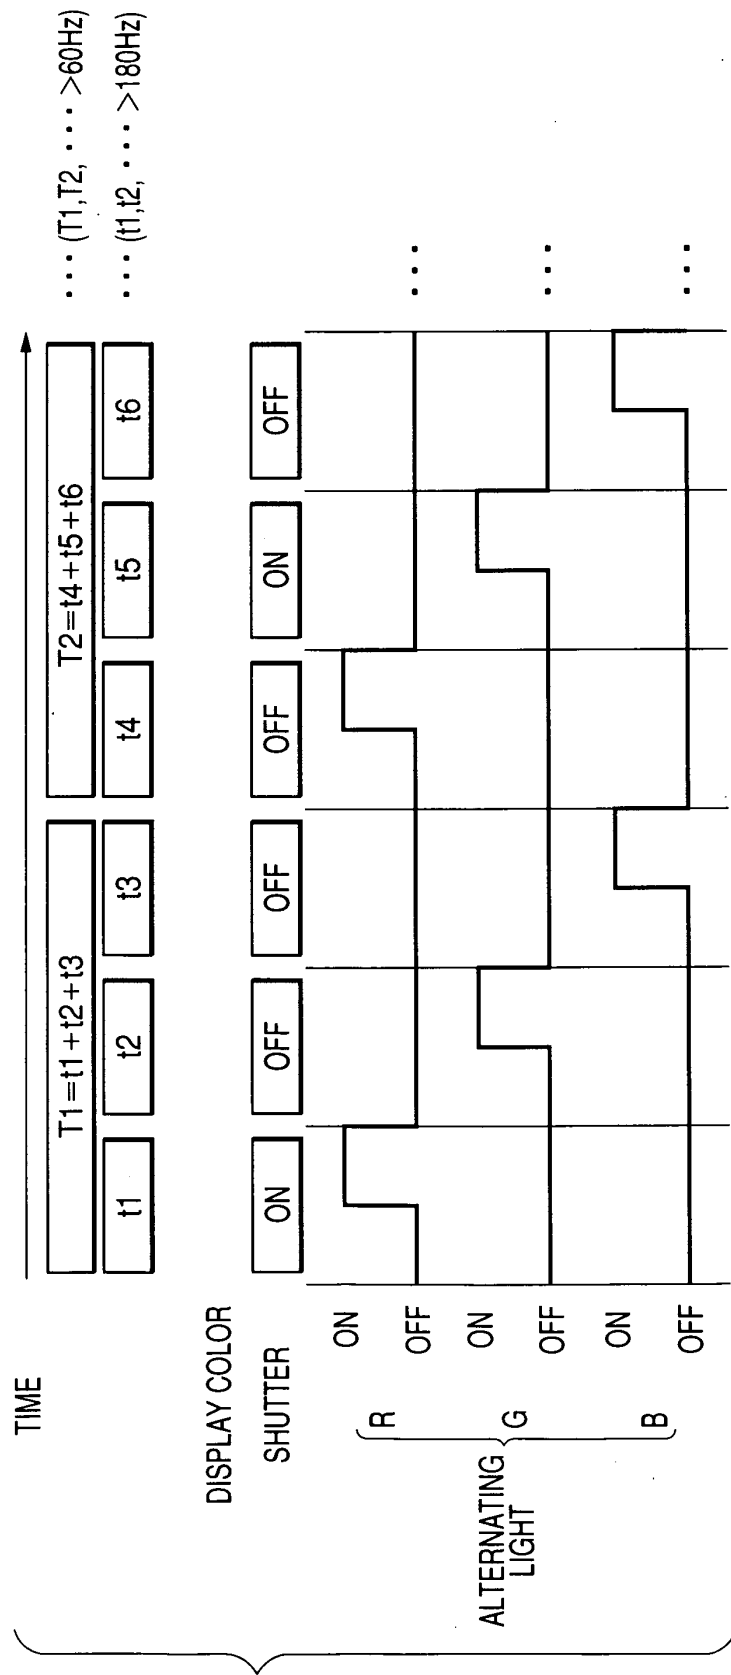 TIME
T1=t1+t2+t3
T2=t4+t5+t6
··· (T1,T2, ··· >60Hz)
t1
t2
t3
t4
t5
t6
··· (t1,t2, ··· >180Hz)
DISPLAY COLOR
SHUTTER
ON
OFF
OFF
OFF
ON
OFF
ALTERNATING
LIGHT
R
ON
OFF
···
G
ON
OFF
···
B
ON
OFF
···